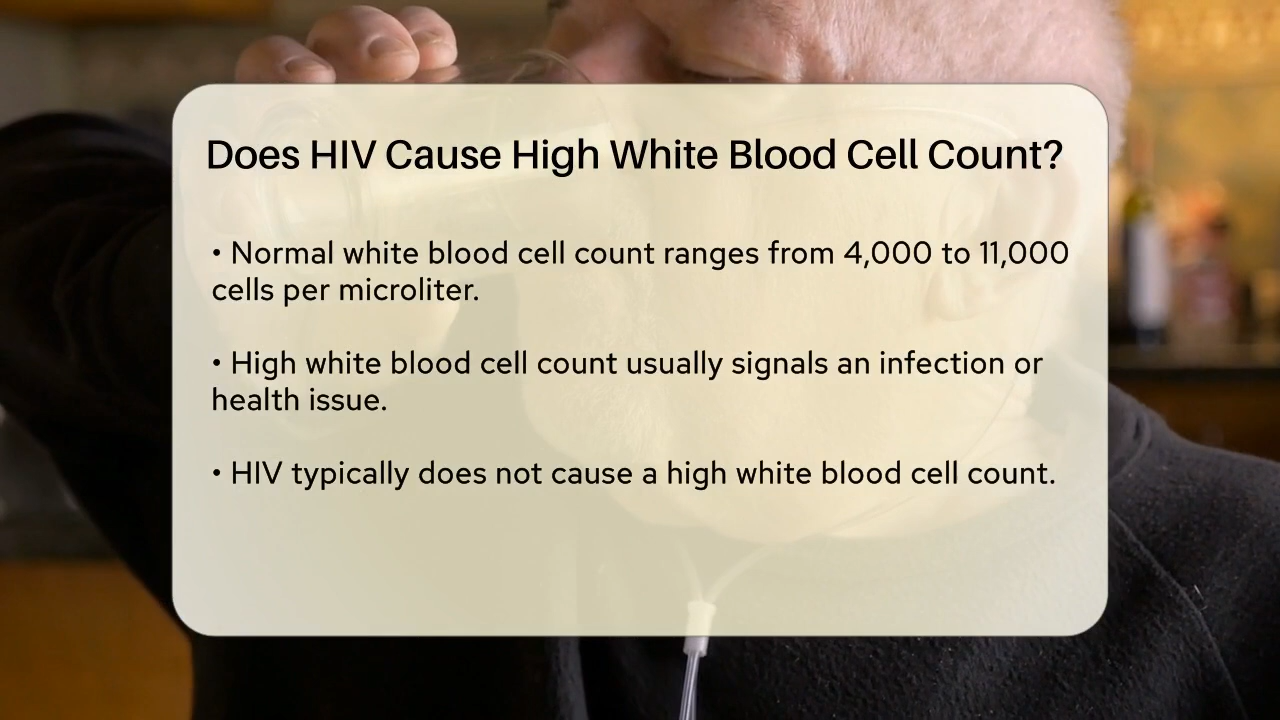 Does HIV Cause High White Blood Cell Count?
• Normal white blood cell count ranges from 4,000 to 11,000
cells per microliter.
• High white blood cell count usually signals an infection or
health issue.
• HIV typically does not cause a high white blood cell count.